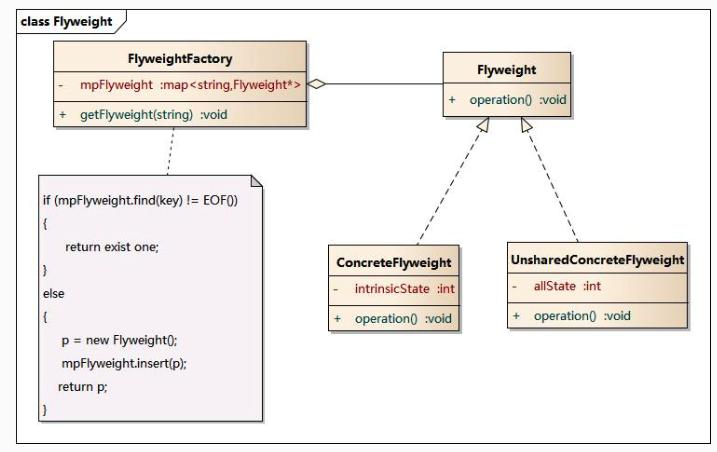 class Flyweight
FlyweightFactory
- mpFlyweight :map<string,Flyweight*>
+ getFlyweight(string) :void
Flyweight
+ operation() :void
if (mpFlyweight.find(key) != EOF())
{
return exist one;
}
else
{
p = new Flyweight();
mpFlyweight.insert(p);
return p;
}
ConcreteFlyweight
- intrinsicState :int
+ operation() :void
UnsharedConcreteFlyweight
- allState :int
+ operation() :void